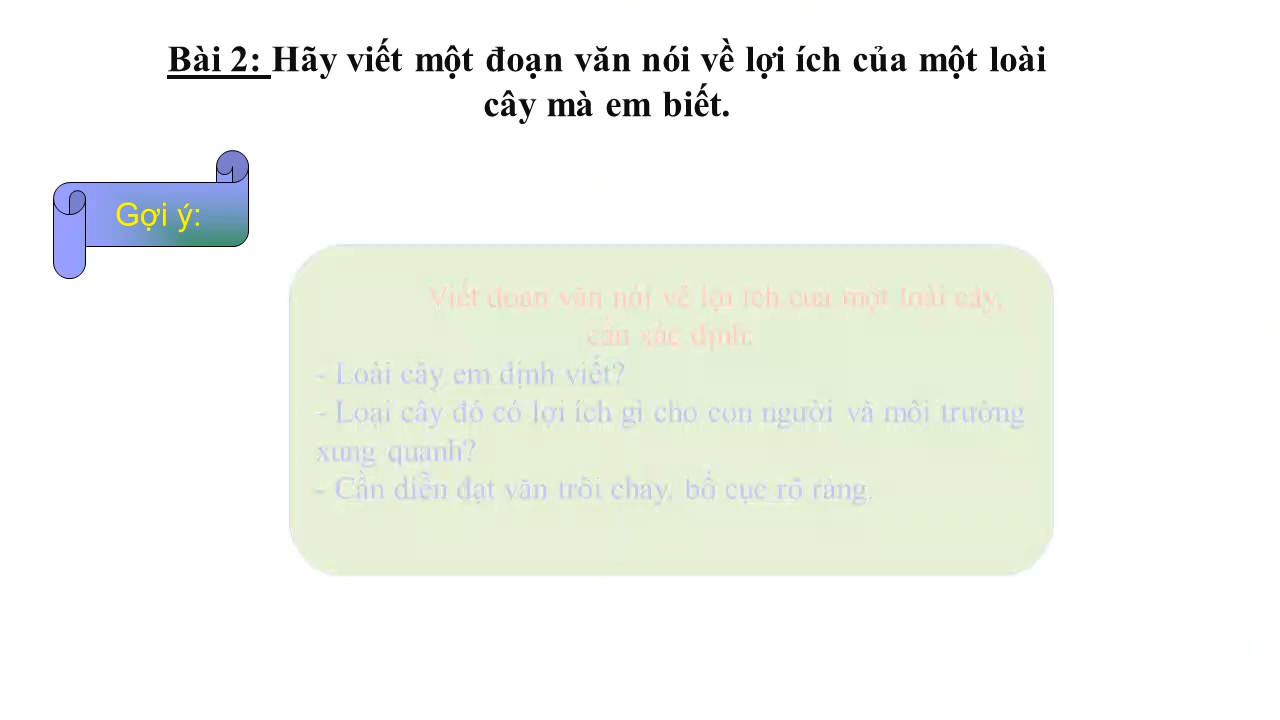 Bài 2: Hãy viết một đoạn văn nói về lợi ích của một loài
cây mà em biết.
Gợi ý:
Viết đoạn văn nói về lợi ích của một loài cây,
cần xác định:
- Loài cây em định viết?
- Loại cây đó có lợi ích gì cho con người và môi trường
xung quanh?
- Cần diễn đạt văn trôi chảy, bố cục rõ ràng.